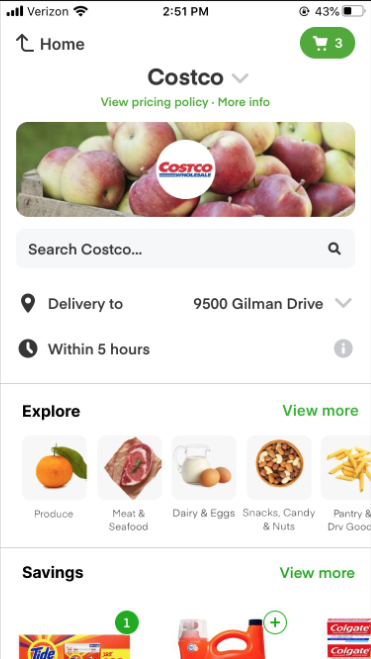 Verizon 2:51 PM 43%
Home 3
Costco
View pricing policy · More info
COSTCO
WHOLESALE
Search Costco...
Delivery to 9500 Gilman Drive
Within 5 hours
Explore View more
Produce Meat & Seafood Dairy & Eggs Snacks, Candy & Nuts Pantry & Dry Good
Savings View more
1
Tide
Colgate
Colgate